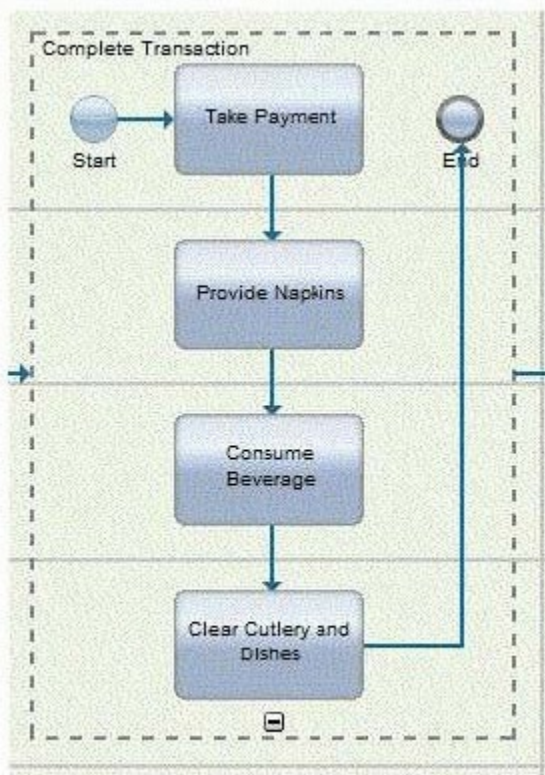 Complete Transaction
Take Payment
Start
End
Provide Napkins
Consume
Beverage
Clear Cutlery and
Dishes